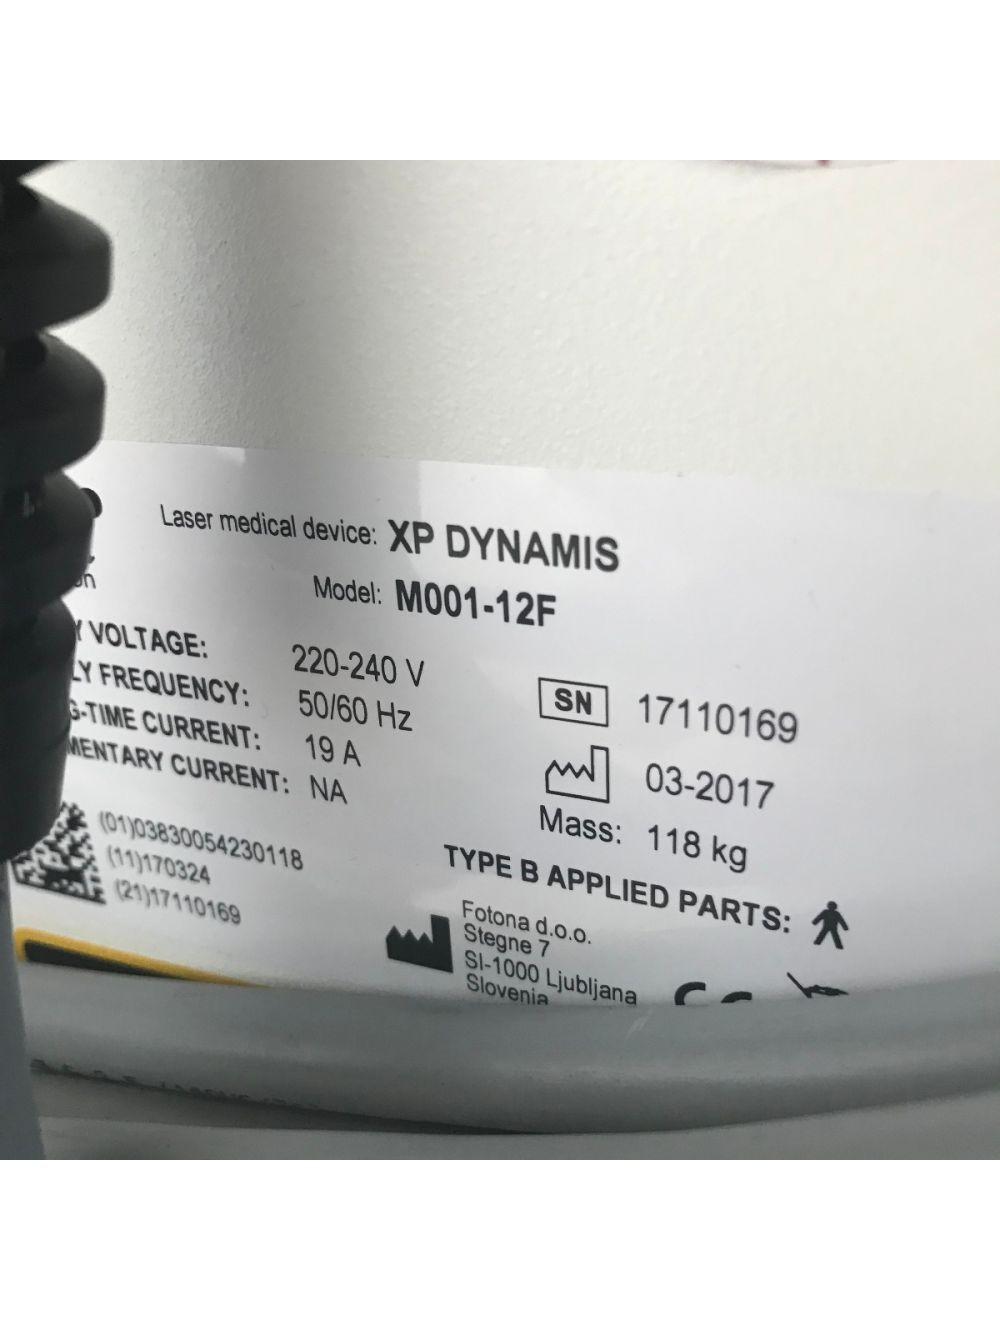 Laser medical device: XP DYNAMIS
Model: M001-12F
VOLTAGE: 220-240 V
FREQUENCY: 50/60 Hz
-TIME CURRENT: 19 A
MENTARY CURRENT: NA
SN 17110169
03-2017
Mass: 118 kg
TYPE B APPLIED PARTS:
(01)03830054230118
(11)170324
(21)17110169
Fotona d.o.o.
Stegne 7
SI-1000 Ljubljana
Slovenia
CE